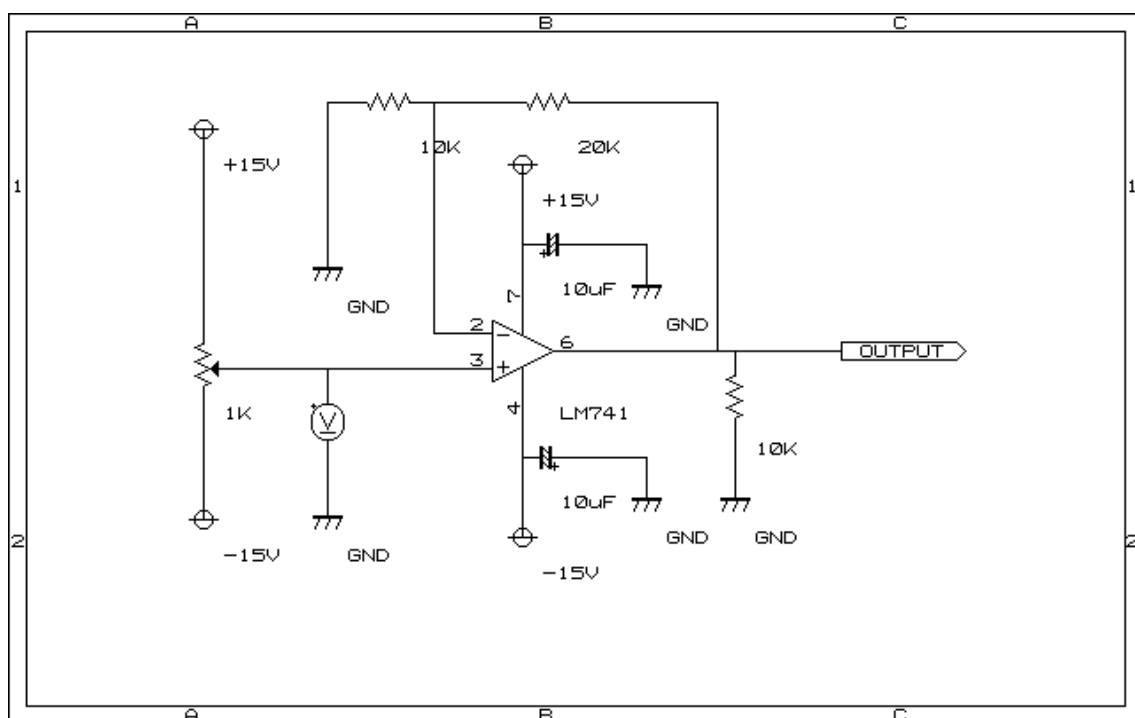 A B C
10K 20K
+15V
1 1
+15V
10uF
7
GND
GND
2
6
OUTPUT
3
1K
V
4
LM741
10K
10uF
GND GND
2 2
-15V
GND
-15V
A B C